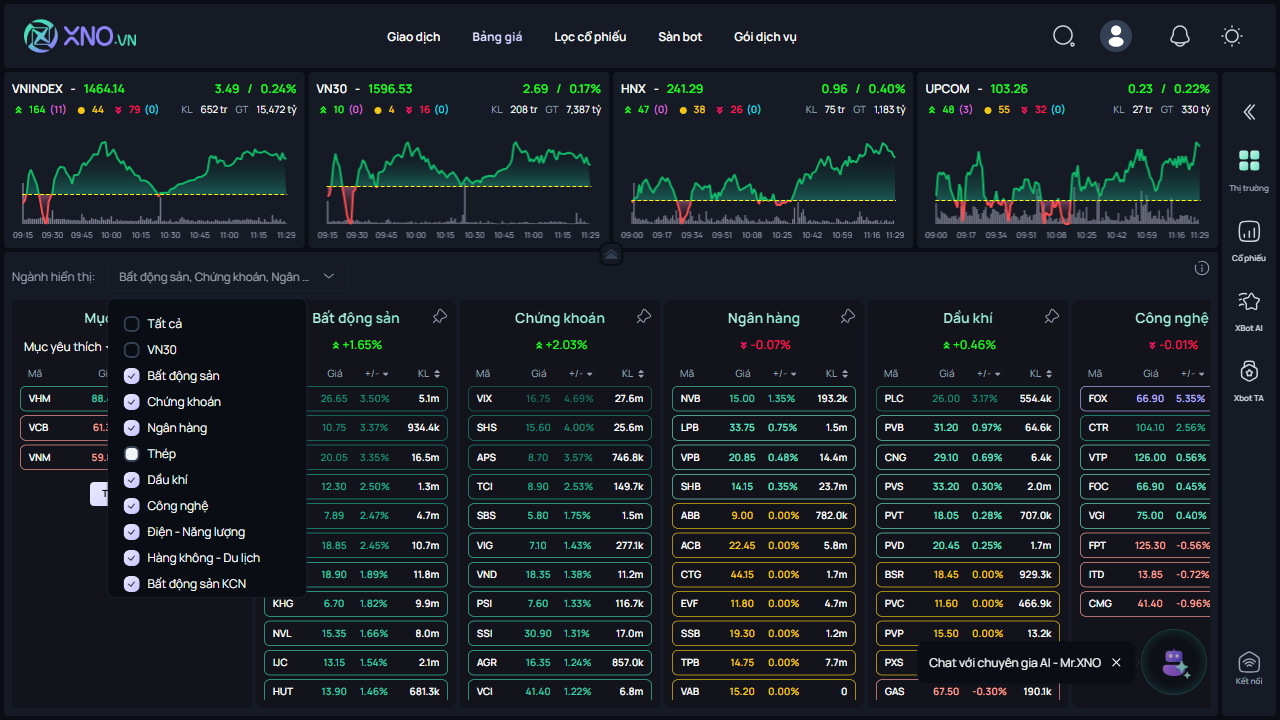 XNO.VN
Giao dịch Bảng giá Lọc cổ phiếu Sàn bot Gói dịch vụ
VNINDEX - 1464.14 3.49 / 0.24%
164 (11) 44 79 (0) KL 652 tr GT 15,472 tỷ
09:15 09:30 09:45 10:00 10:15 10:30 10:45 11:00 11:15 11:29
VN30 - 1596.53 2.69 / 0.17%
10 (0) 4 16 (0) KL 208 tr GT 7,387 tỷ
09:15 09:30 09:45 10:00 10:15 10:30 10:45 11:00 11:15 11:29
HNX - 241.29 0.96 / 0.40%
47 (0) 38 26 (0) KL 75 tr GT 1,183 tỷ
09:00 09:17 09:34 09:51 10:08 10:25 10:42 10:59 11:16 11:29
UPCOM - 103.26 0.23 / 0.22%
48 (3) 55 32 (0) KL 27 tr GT 330 tỷ
09:00 09:17 09:34 09:51 10:08 10:25 10:42 10:59 11:16 11:29
Thị trường
Cổ phiếu
XBot AI
Xbot TA
Kết nối
Ngành hiển thị: Bất động sản, Chứng khoán, Ngân ...
Tất cả
VN30
Bất động sản
Chứng khoán
Ngân hàng
Thép
Dầu khí
Công nghệ
Điện - Năng lượng
Hàng không - Du lịch
Bất động sản KCN
Mục yêu thích
Mã
VHM 88.
VCB 61.
VNM 59.
Bất động sản
+1.65%
Giá +/- KL
26.65 3.50% 5.1m
10.75 3.37% 934.4k
20.05 3.35% 16.5m
12.30 2.50% 1.3m
7.89 2.47% 4.7m
18.85 2.45% 10.7m
18.90 1.89% 11.8m
KHG 6.70 1.82% 9.9m
NVL 15.35 1.66% 8.0m
IJC 13.15 1.54% 2.1m
HUT 13.90 1.46% 681.3k
Chứng khoán
+2.03%
Mã Giá +/- KL
VIX 16.75 4.69% 27.6m
SHS 15.60 4.00% 25.6m
APS 8.70 3.57% 746.8k
TCI 8.90 2.53% 149.7k
SBS 5.80 1.75% 1.5m
VIG 7.10 1.43% 277.1k
VND 18.35 1.38% 11.2m
PSI 7.60 1.33% 116.7k
SSI 30.90 1.31% 17.0m
AGR 16.35 1.24% 857.0k
VCI 41.40 1.22% 6.8m
Ngân hàng
-0.07%
Mã Giá +/- KL
NVB 15.00 1.35% 193.2k
LPB 33.75 0.75% 1.5m
VPB 20.85 0.48% 14.4m
SHB 14.15 0.35% 23.7m
ABB 9.00 0.00% 782.0k
ACB 22.45 0.00% 5.8m
CTG 44.15 0.00% 1.7m
EVF 11.80 0.00% 4.7m
SSB 19.30 0.00% 1.2m
TPB 14.75 0.00% 7.7m
VAB 15.20 0.00% 0
Dầu khí
+0.46%
Mã Giá +/- KL
PLC 26.00 3.17% 554.4k
PVB 31.20 0.97% 64.6k
CNG 29.10 0.69% 6.4k
PVS 33.20 0.30% 2.0m
PVT 18.05 0.28% 707.0k
PVD 20.45 0.25% 1.7m
BSR 18.45 0.00% 929.3k
PVC 11.60 0.00% 466.9k
PVP 15.50 0.00% 13.2k
PXS
GAS 67.50 -0.30% 190.1k
Công nghệ
-0.01%
Mã Giá +/-
FOX 66.90 5.35%
CTR 104.10 2.56%
VTP 126.00 0.56%
FOC 66.90 0.45%
VGI 75.00 0.40%
FPT 125.30 -0.56%
ITD 13.85 -0.72%
CMG 41.40 -0.96%
Chat với chuyên gia AI - Mr.XNO